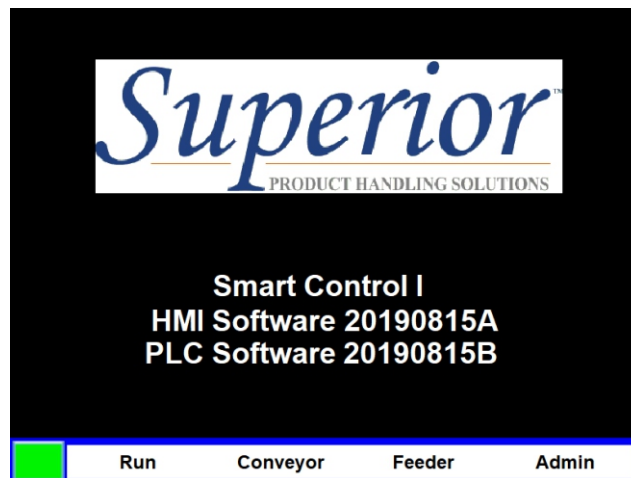 Superior™
PRODUCT HANDLING SOLUTIONS
Smart Control I
HMI Software 20190815A
PLC Software 20190815B
Run Conveyor Feeder Admin